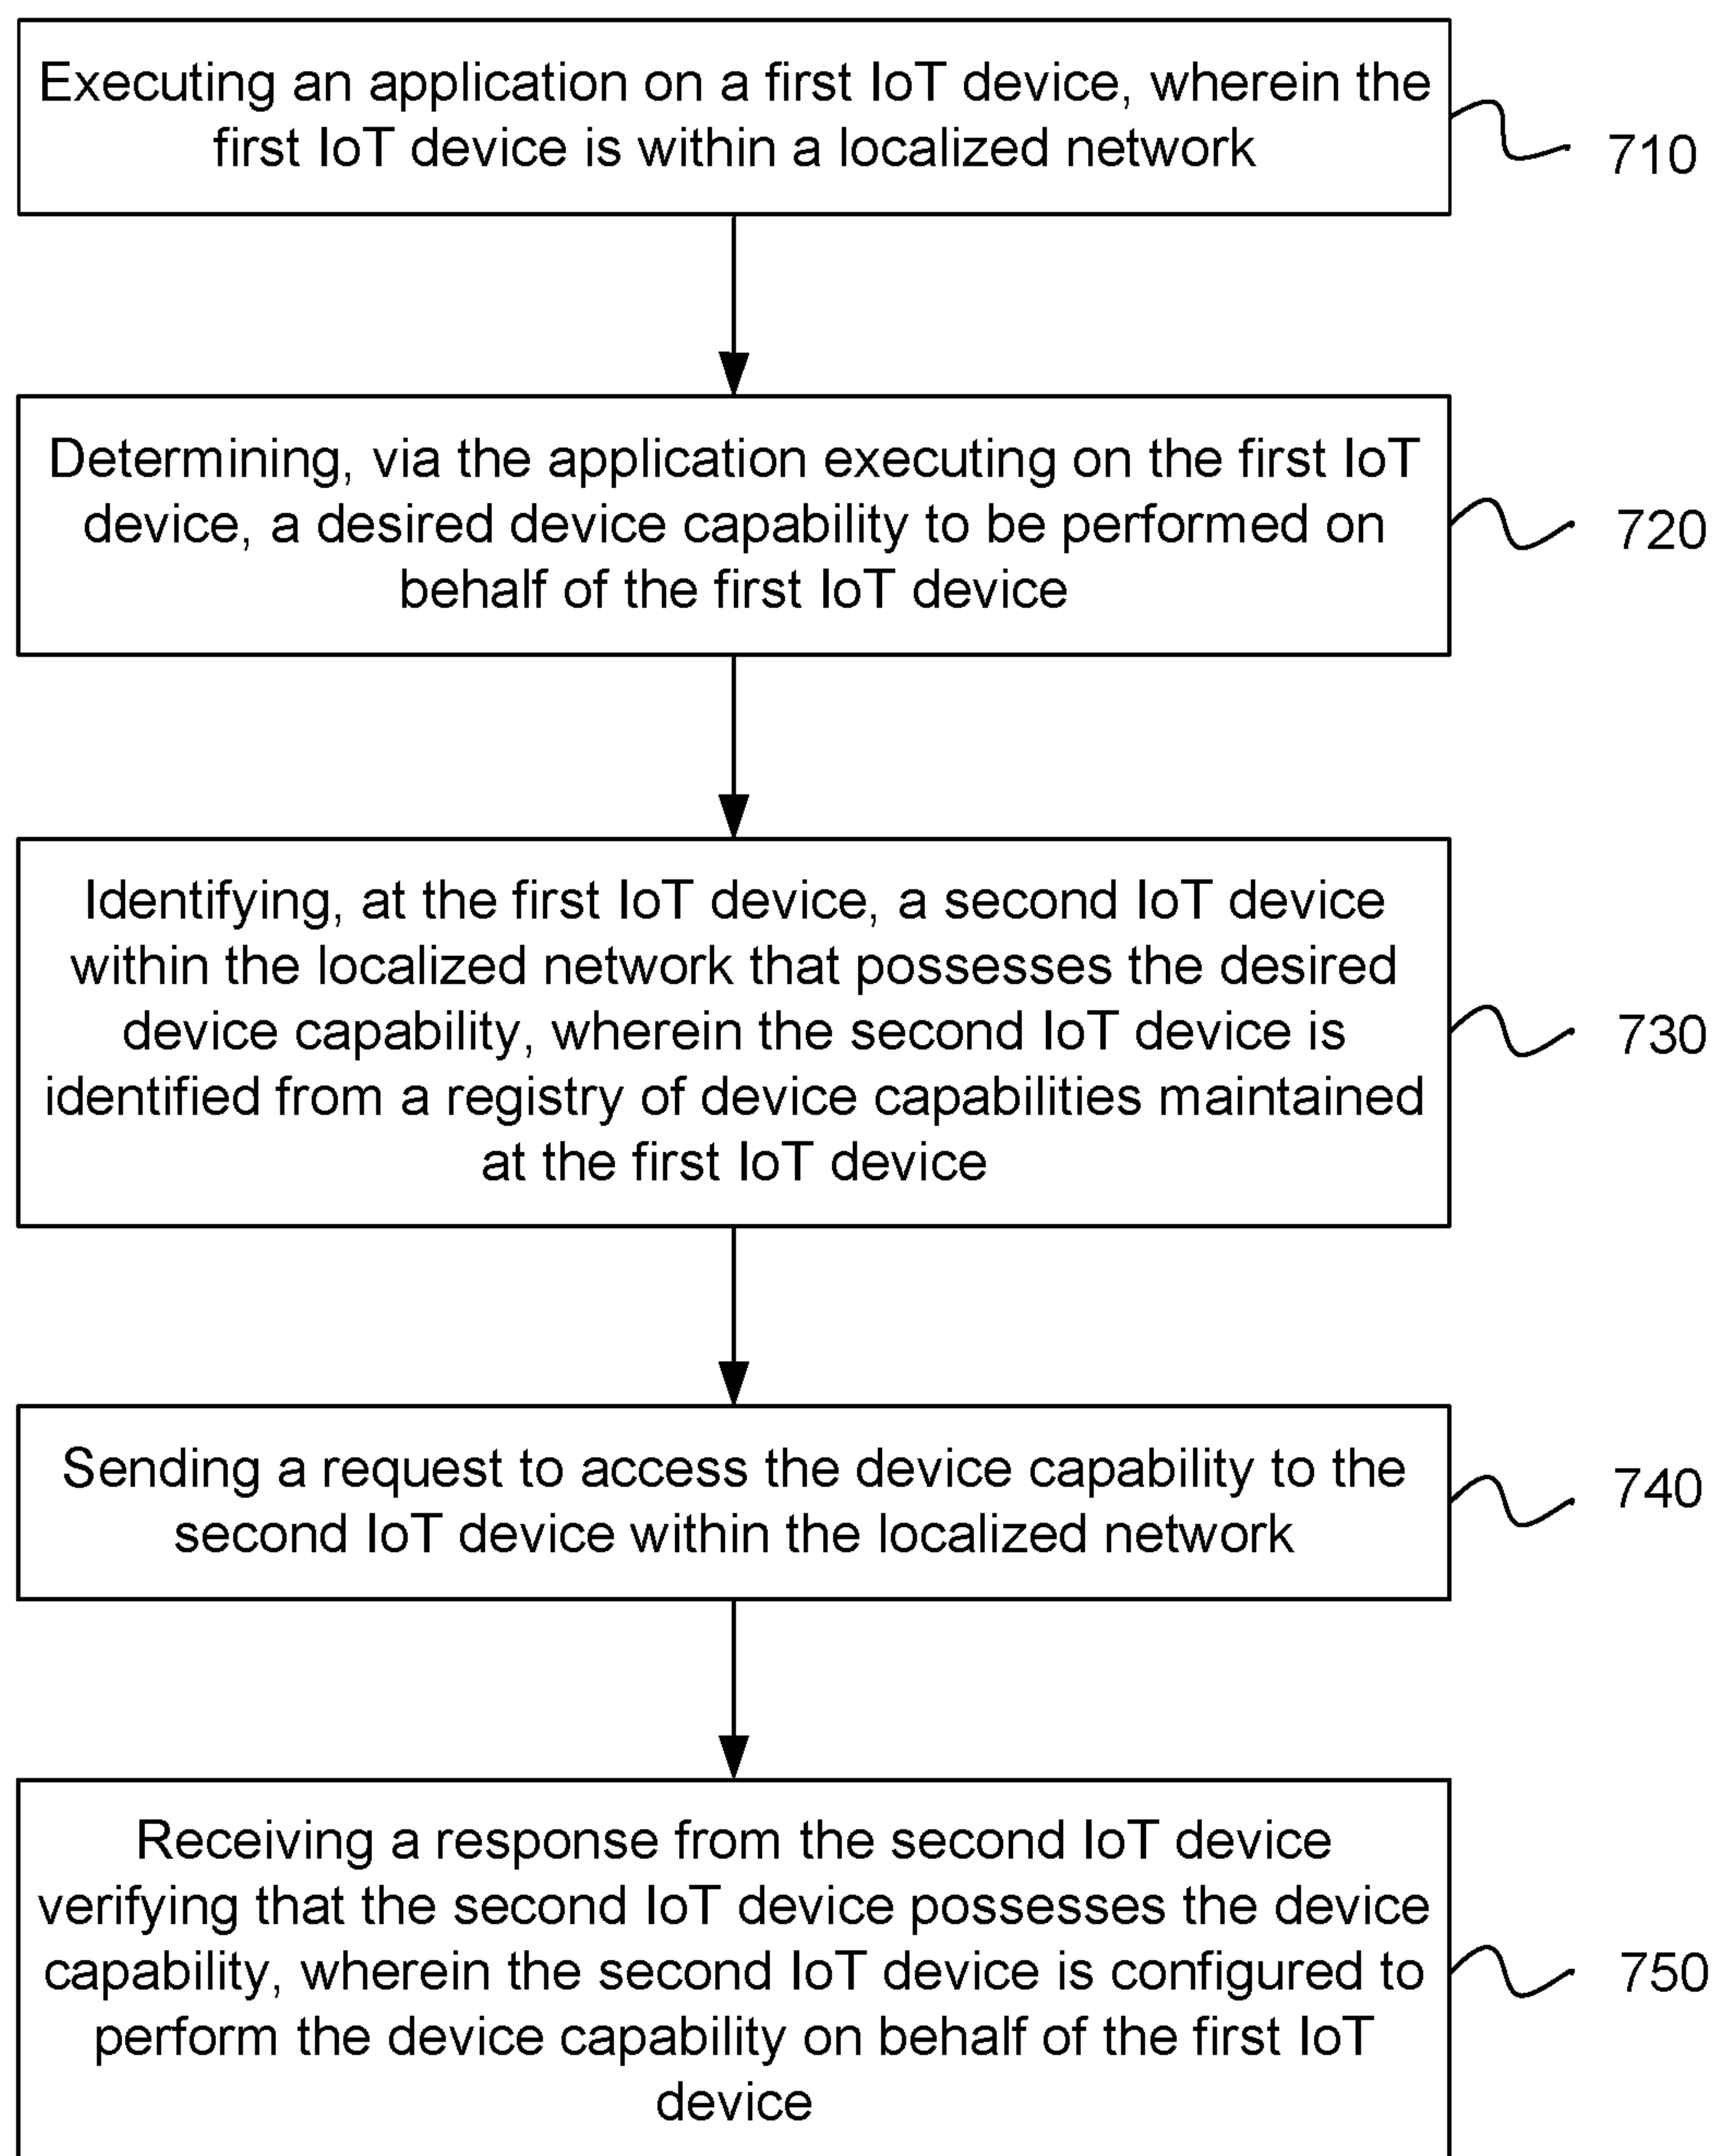 Executing an application on a first IoT device, wherein the
first IoT device is within a localized network
710
Determining, via the application executing on the first IoT
device, a desired device capability to be performed on
behalf of the first IoT device
720
Identifying, at the first IoT device, a second IoT device
within the localized network that possesses the desired
device capability, wherein the second IoT device is
identified from a registry of device capabilities maintained
at the first IoT device
730
Sending a request to access the device capability to the
second IoT device within the localized network
740
Receiving a response from the second IoT device
verifying that the second IoT device possesses the device
capability, wherein the second IoT device is configured to
perform the device capability on behalf of the first IoT
device
750